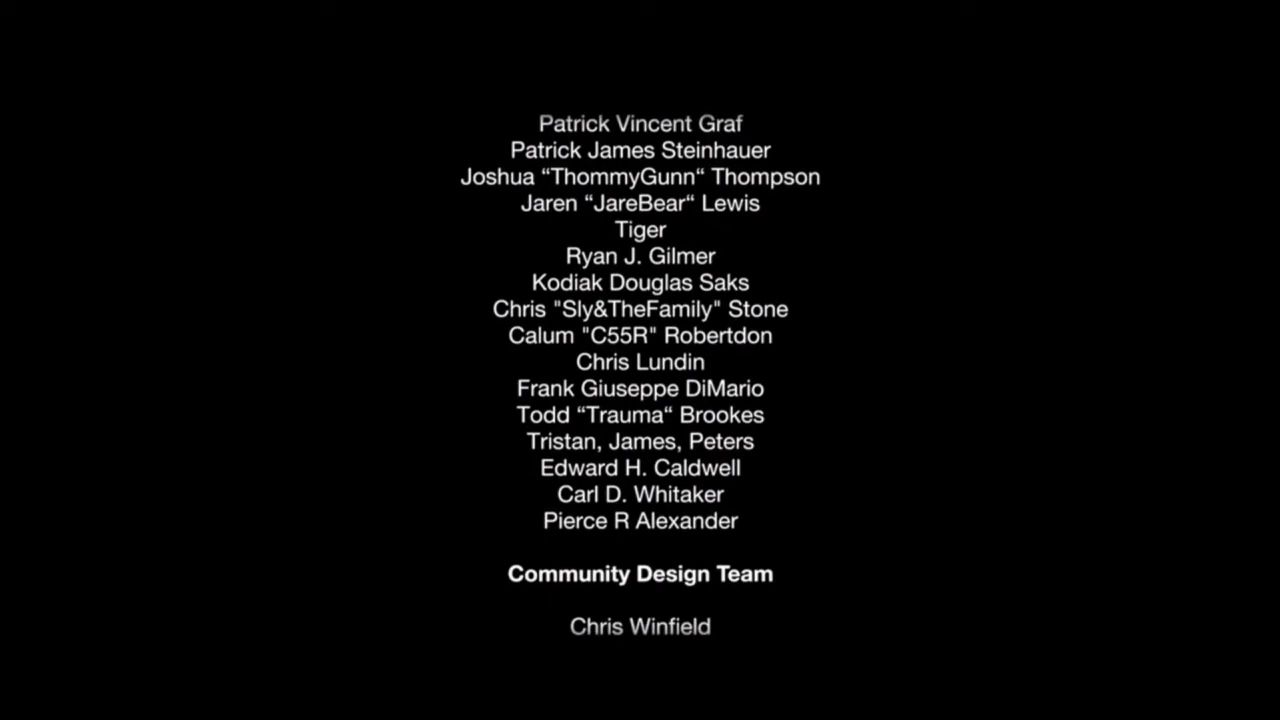 Patrick Vincent Graf
Patrick James Steinhauer
Joshua “ThommyGunn“ Thompson
Jaren “JareBear“ Lewis
Tiger
Ryan J. Gilmer
Kodiak Douglas Saks
Chris "Sly&TheFamily" Stone
Calum "C55R" Robertdon
Chris Lundin
Frank Giuseppe DiMario
Todd “Trauma“ Brookes
Tristan, James, Peters
Edward H. Caldwell
Carl D. Whitaker
Pierce R Alexander
Community Design Team
Chris Winfield